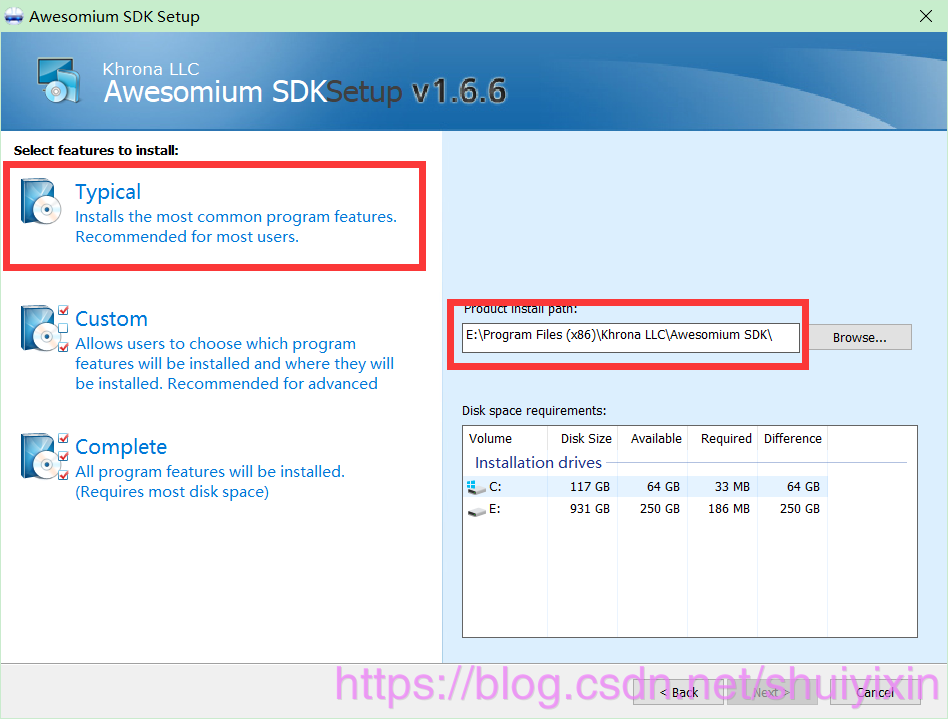 Awesomium SDK Setup
Khrona LLC
Awesomium SDKSetup v1.6.6
Select features to install:
Typical
Installs the most common program features.
Recommended for most users.
Custom
Allows users to choose which program
features will be installed and where they will
be installed. Recommended for advanced
Complete
All program features will be installed.
(Requires most disk space)
Product install path:
E:\Program Files (x86)\Khrona LLC\Awesomium SDK\
Browse...
Disk space requirements:
Volume Disk Size Available Required Difference
Installation drives
C: 117 GB 64 GB 33 MB 64 GB
E: 931 GB 250 GB 186 MB 250 GB
< Back Next > Cancel
https://blog.csdn.net/shuiyixin